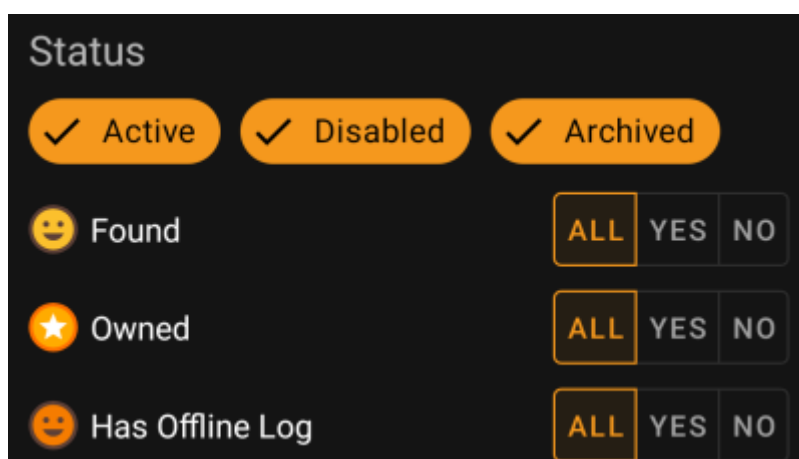 Status
Active Disabled Archived
Found ALL YES NO
Owned ALL YES NO
Has Offline Log ALL YES NO